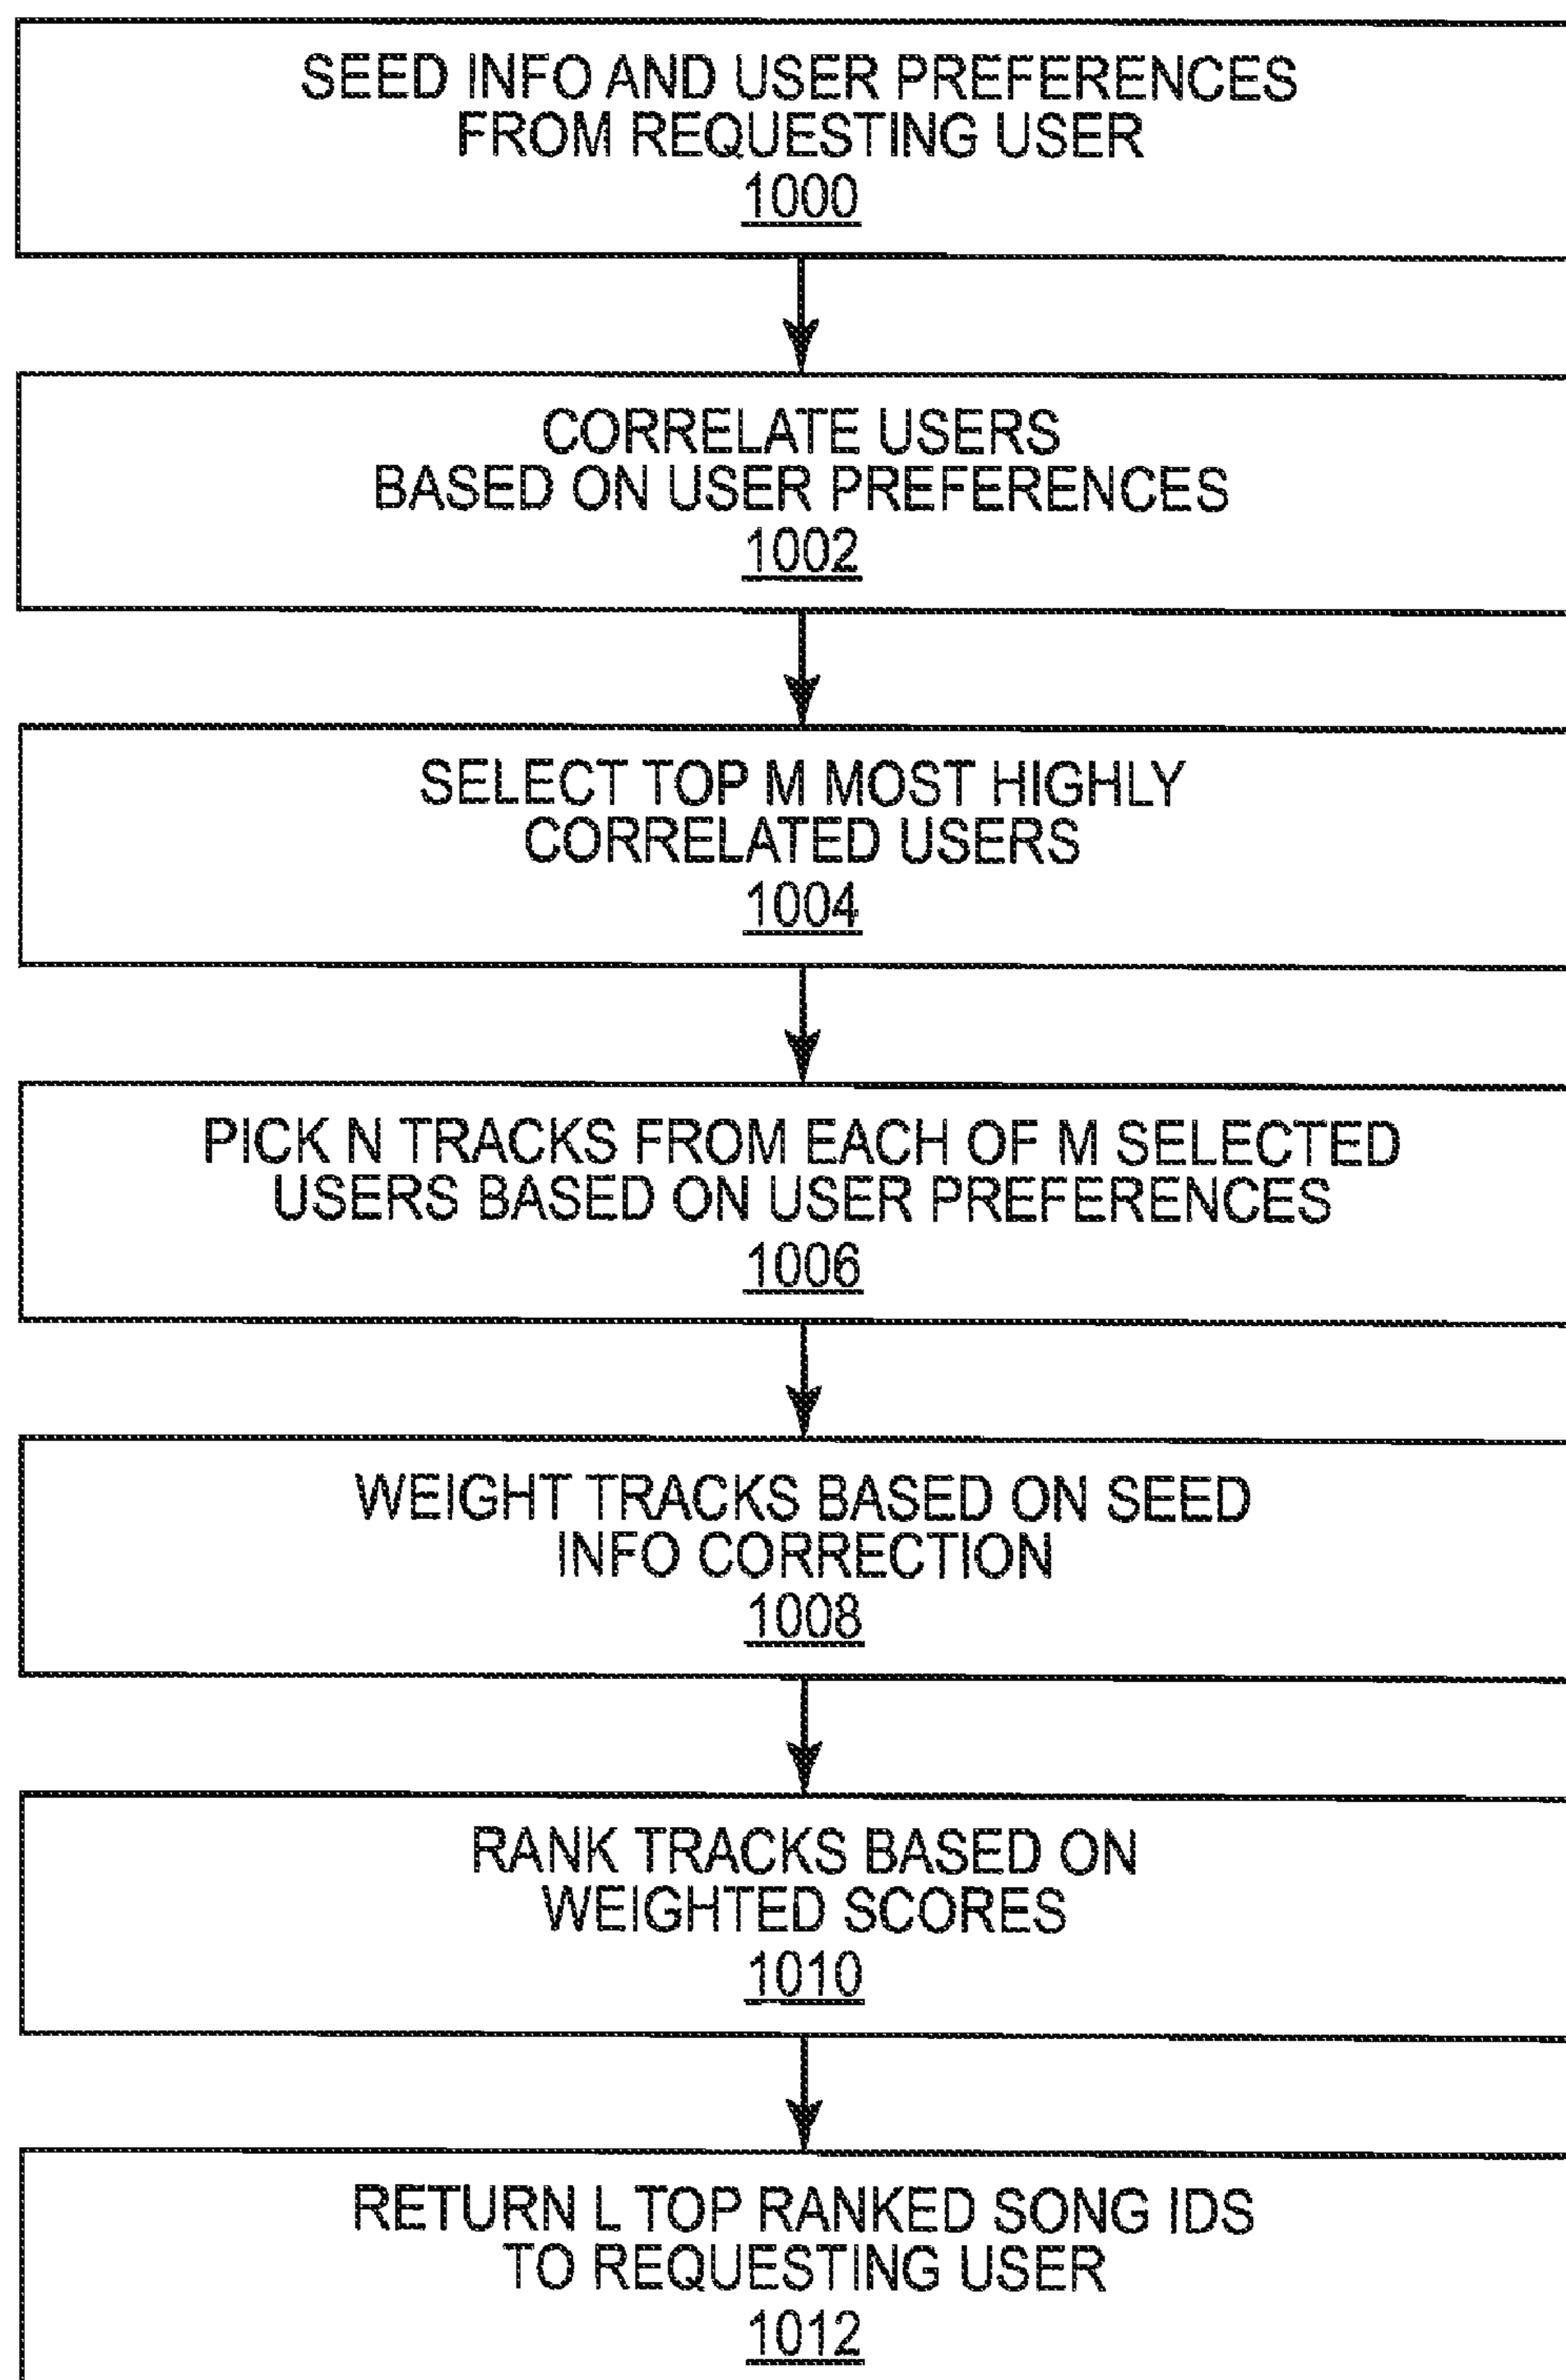 SEED INFO AND USER PREFERENCES
FROM REQUESTING USER
1000
CORRELATE USERS
BASED ON USER PREFERENCES
1002
SELECT TOP M MOST HIGHLY
CORRELATED USERS
1004
PICK N TRACKS FROM EACH OF M SELECTED
USERS BASED ON USER PREFERENCES
1006
WEIGHT TRACKS BASED ON SEED
INFO CORRECTION
1008
RANK TRACKS BASED ON
WEIGHTED SCORES
1010
RETURN L TOP RANKED SONG IDS
TO REQUESTING USER
1012